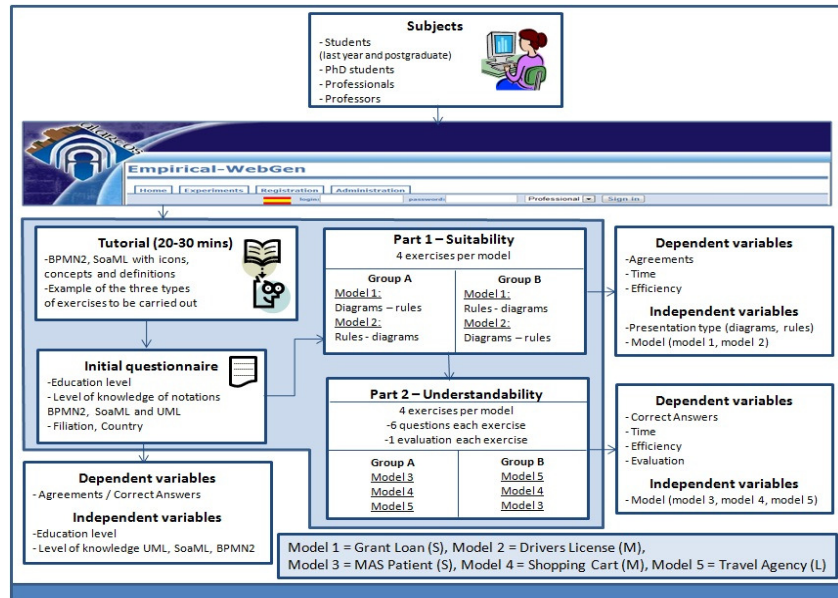 Subjects
- Students
(last year and postgraduate)
- PhD students
- Professionals
- Professors
alarcos
Empirical-WebGen
Home Experiments Registration Administration
login: password: Professional Sign in
Tutorial (20-30 mins)
-BPMN2, SoaML with icons,
concepts and definitions
-Example of the three types
of exercises to be carried out
Initial questionnaire
-Education level
- Level of knowledge of notations
BPMN2, SoaML and UML
- Filiation, Country
Dependent variables
- Agreements / Correct Answers
Independent variables
-Education level
- Level of knowledge UML, SoaML, BPMN2
Part 1 – Suitability
4 exercises per model
Group A
Model 1:
Diagrams – rules
Model 2:
Rules - diagrams
Group B
Model 1:
Rules - diagrams
Model 2:
Diagrams – rules
Part 2 – Understandability
4 exercises per model
-6 questions each exercise
-1 evaluation each exercise
Group A
Model 3
Model 4
Model 5
Group B
Model 5
Model 4
Model 3
Dependent variables
-Agreements
- Time
- Efficiency
Independent variables
-Presentation type (diagrams, rules)
- Model (model 1, model 2)
Dependent variables
- Correct Answers
- Time
- Efficiency
- Evaluation
Independent variables
- Model (model 3, model 4, model 5)
Model 1 = Grant Loan (S), Model 2 = Drivers License (M),
Model 3 = MAS Patient (S), Model 4 = Shopping Cart (M), Model 5 = Travel Agency (L)